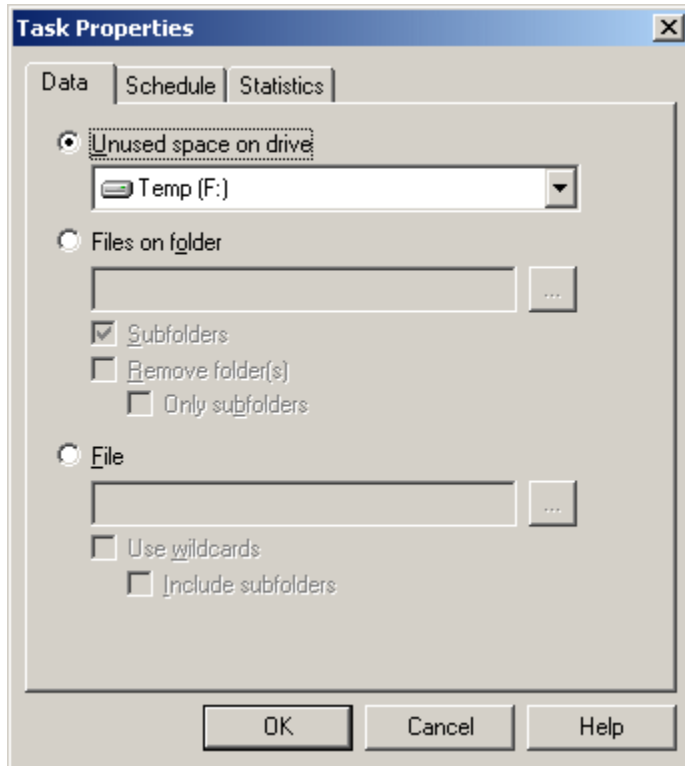 Task Properties
Data Schedule Statistics
Unused space on drive
Temp (F:)
Files on folder
...
Subfolders
Remove folder(s)
Only subfolders
File
...
Use wildcards
Include subfolders
OK Cancel Help